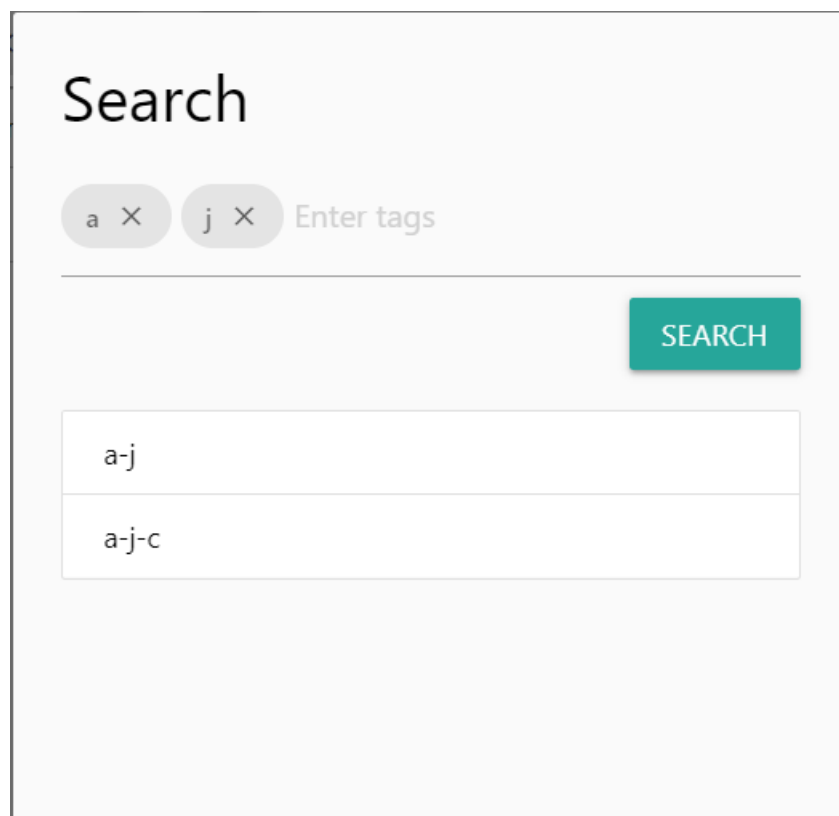 Search
a × j × Enter tags
SEARCH
a-j
a-j-c